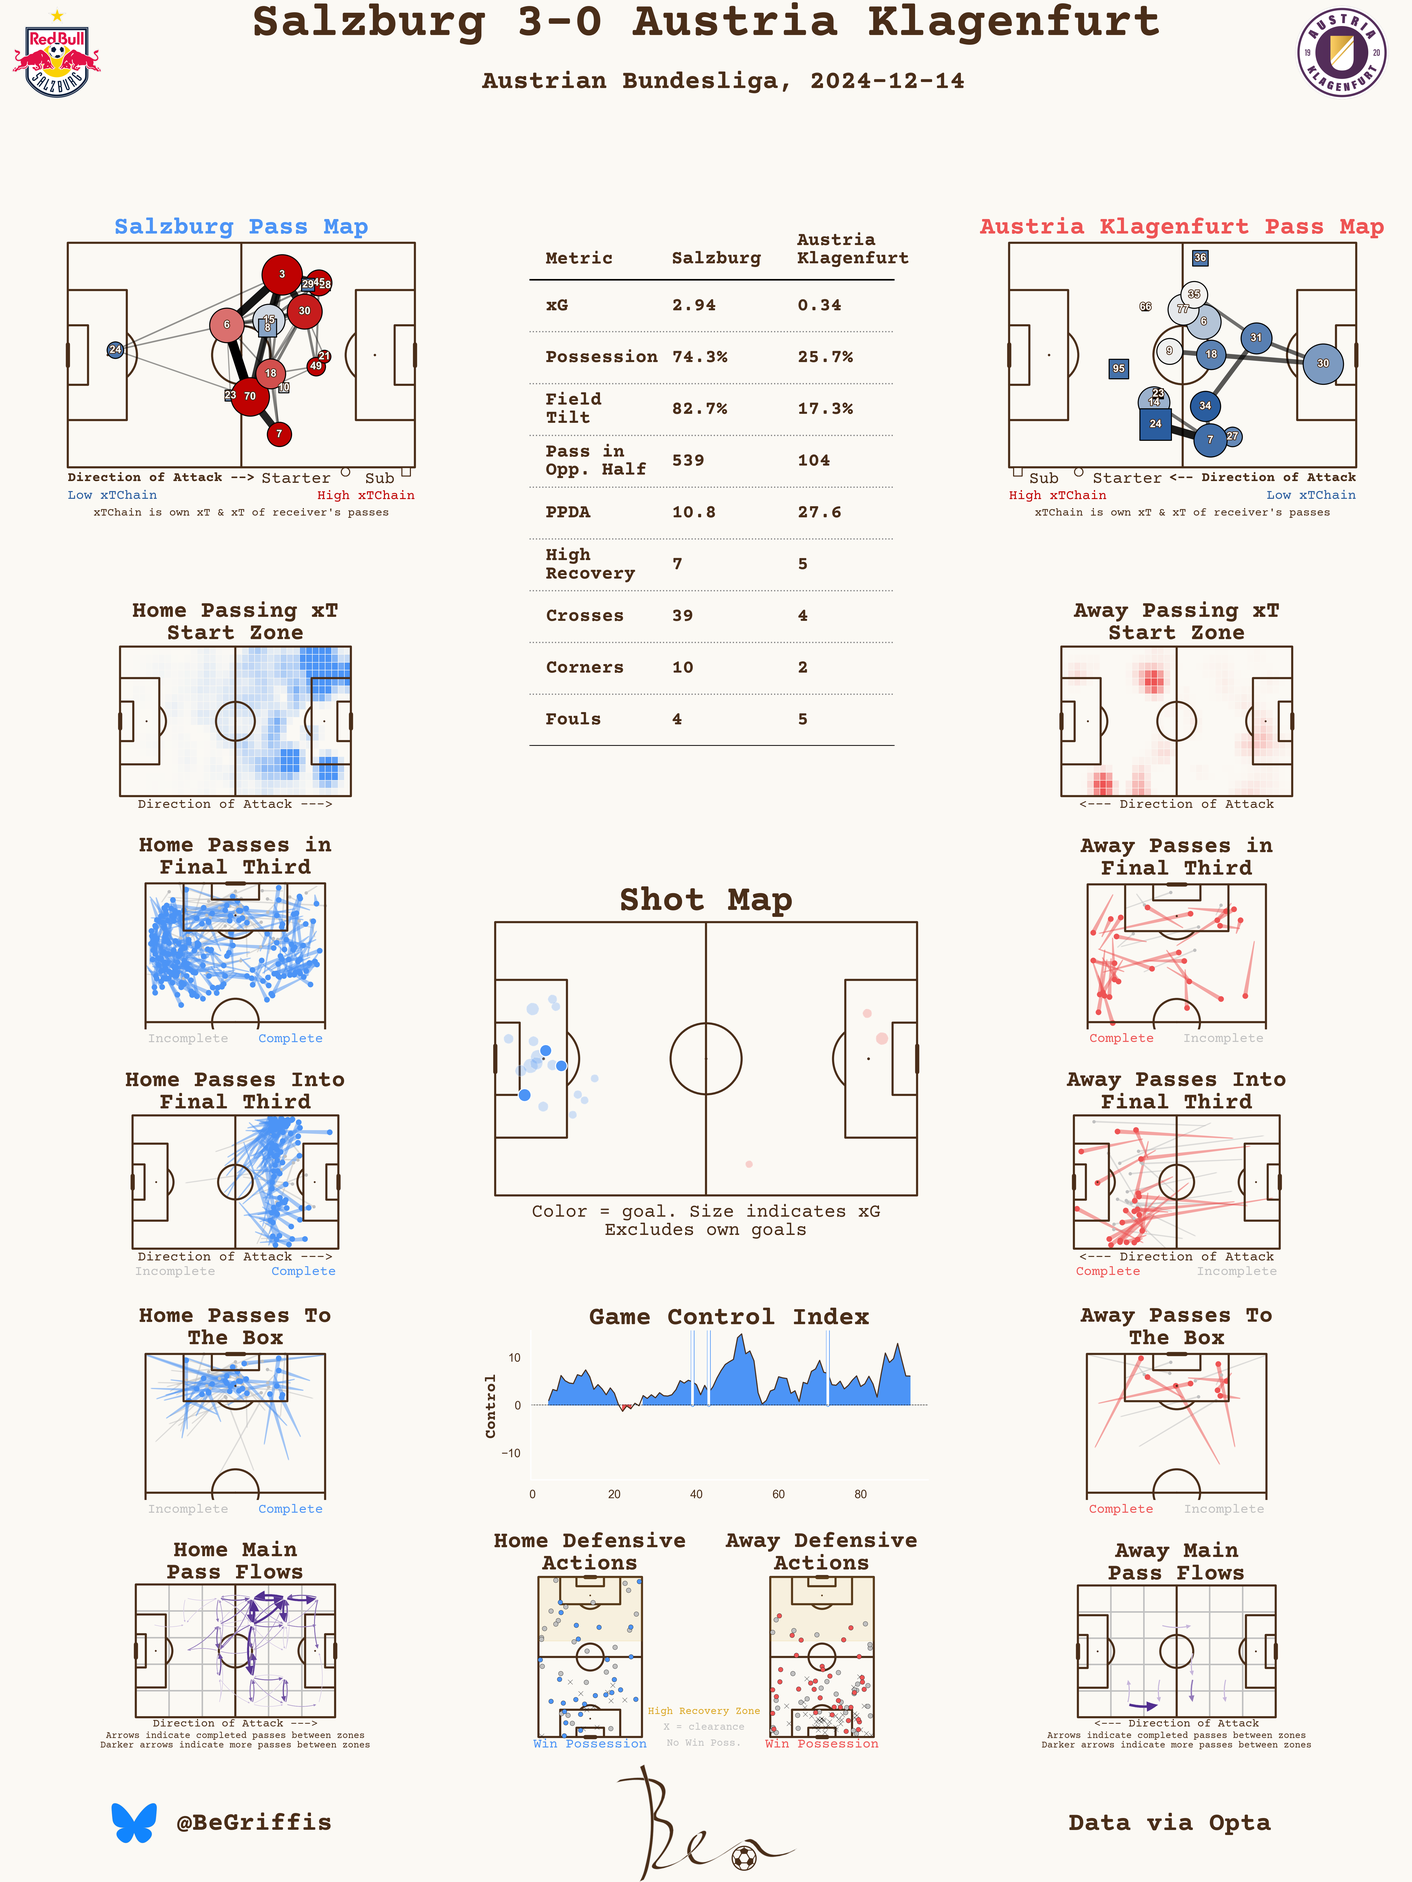 Salzburg 3-0 Austria Klagenfurt
Austrian Bundesliga, 2024-12-14
RedBull
SALZBURG
AUSTRIA
19 20
KLAGENFURT
Salzburg Pass Map
24
6
3
29
45
28
15
8
30
21
49
18
10
23
70
7
Direction of Attack --> Starter Sub
Low xTChain High xTChain
xTChain is own xT & xT of receiver's passes
Metric Salzburg Austria Klagenfurt
xG 2.94 0.34
Possession 74.3% 25.7%
Field Tilt 82.7% 17.3%
Pass in Opp. Half 539 104
PPDA 10.8 27.6
High Recovery 7 5
Crosses 39 4
Corners 10 2
Fouls 4 5
Austria Klagenfurt Pass Map
36
35
66
77
6
31
9
18
30
95
23
14
34
24
7
27
Sub Starter <-- Direction of Attack
High xTChain Low xTChain
xTChain is own xT & xT of receiver's passes
Home Passing xT
Start Zone
Direction of Attack --->
Away Passing xT
Start Zone
<--- Direction of Attack
Home Passes in
Final Third
Incomplete Complete
Away Passes in
Final Third
Complete Incomplete
Shot Map
Color = goal. Size indicates xG
Excludes own goals
Home Passes Into
Final Third
Direction of Attack --->
Incomplete Complete
Away Passes Into
Final Third
<--- Direction of Attack
Complete Incomplete
Home Passes To
The Box
Incomplete Complete
Game Control Index
Control
10
0
−10
0 20 40 60 80
Away Passes To
The Box
Complete Incomplete
Home Main
Pass Flows
Direction of Attack --->
Arrows indicate completed passes between zones
Darker arrows indicate more passes between zones
Home Defensive
Actions
Win Possession
High Recovery Zone
X = clearance
No Win Poss.
Away Defensive
Actions
Win Possession
Away Main
Pass Flows
<--- Direction of Attack
Arrows indicate completed passes between zones
Darker arrows indicate more passes between zones
@BeGriffis
Ben
Data via Opta